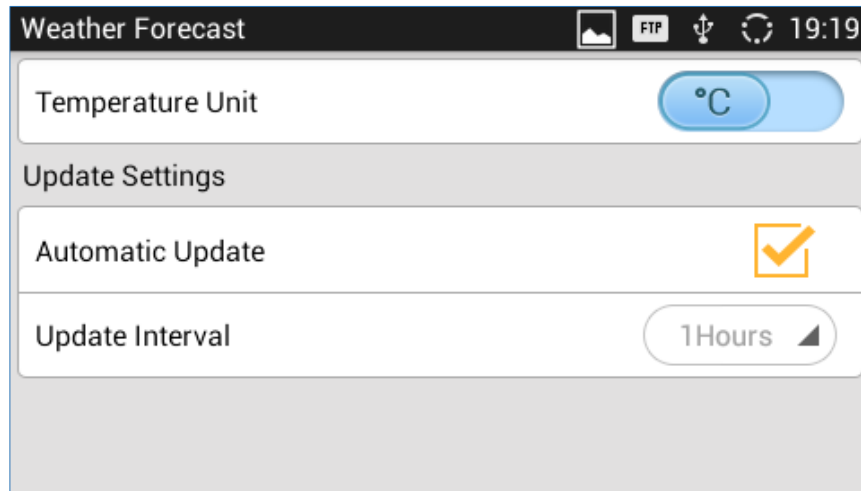 Weather Forecast FTP 19:19
Temperature Unit °C
Update Settings
Automatic Update
Update Interval 1Hours